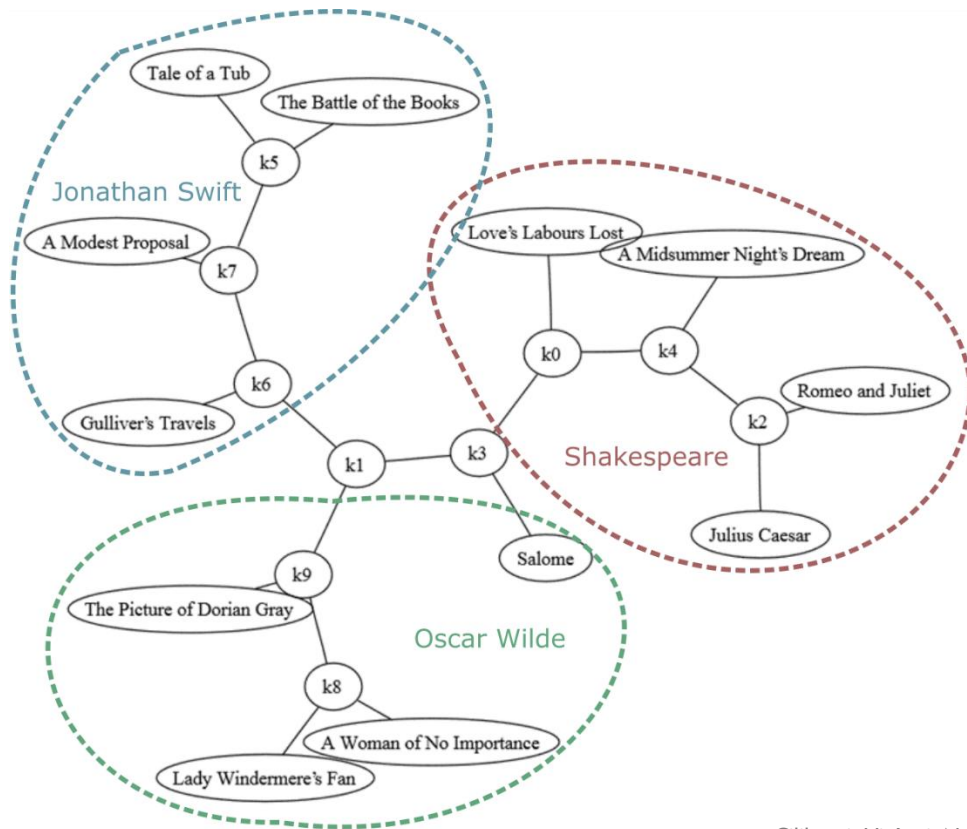 Tale of a Tub
The Battle of the Books
k5
Jonathan Swift
A Modest Proposal
k7
Love's Labours Lost
A Midsummer Night's Dream
k0
k4
k6
Gulliver's Travels
Romeo and Juliet
k2
k1
k3
Shakespeare
Julius Caesar
Salome
k9
The Picture of Dorian Gray
Oscar Wilde
k8
A Woman of No Importance
Lady Windermere's Fan